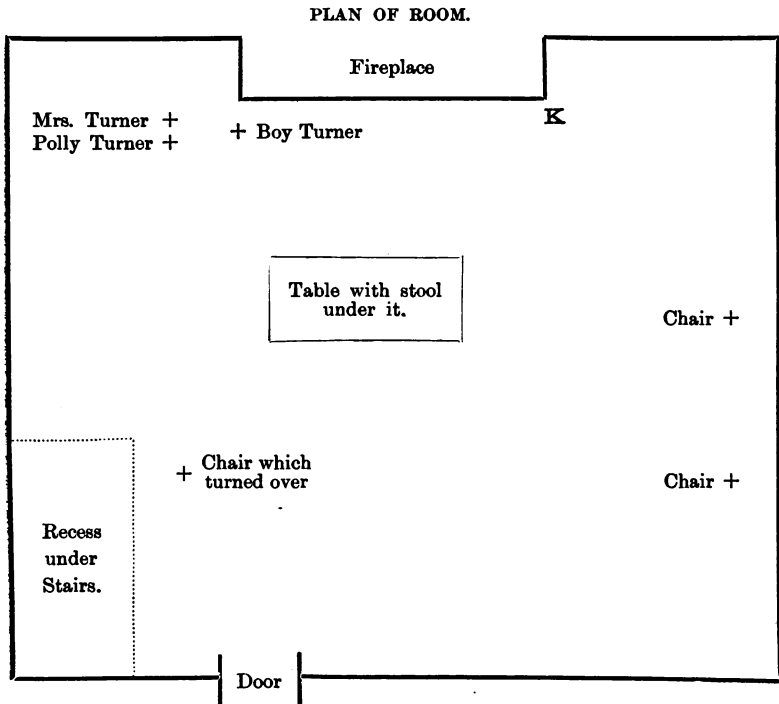 PLAN OF ROOM.
Fireplace
Mrs. Turner +
Polly Turner +
+ Boy Turner
K
Table with stool
under it.
Chair +
+ Chair which
turned over
Chair +
Recess
under
Stairs.
Door